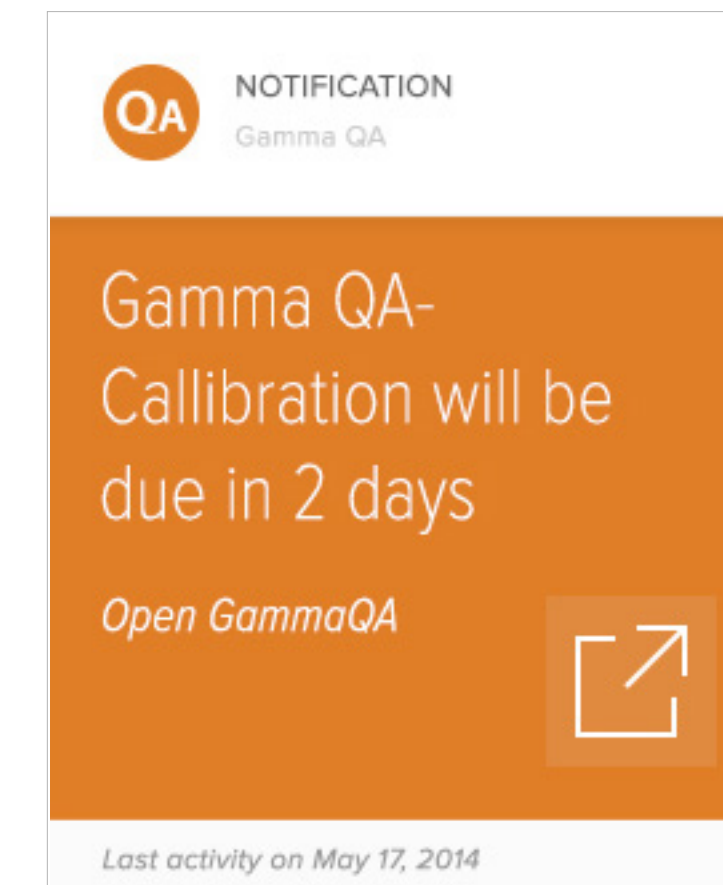 QA
NOTIFICATION
Gamma QA
Gamma QA-
Callibration will be
due in 2 days
Open GammaQA
Last activity on May 17, 2014